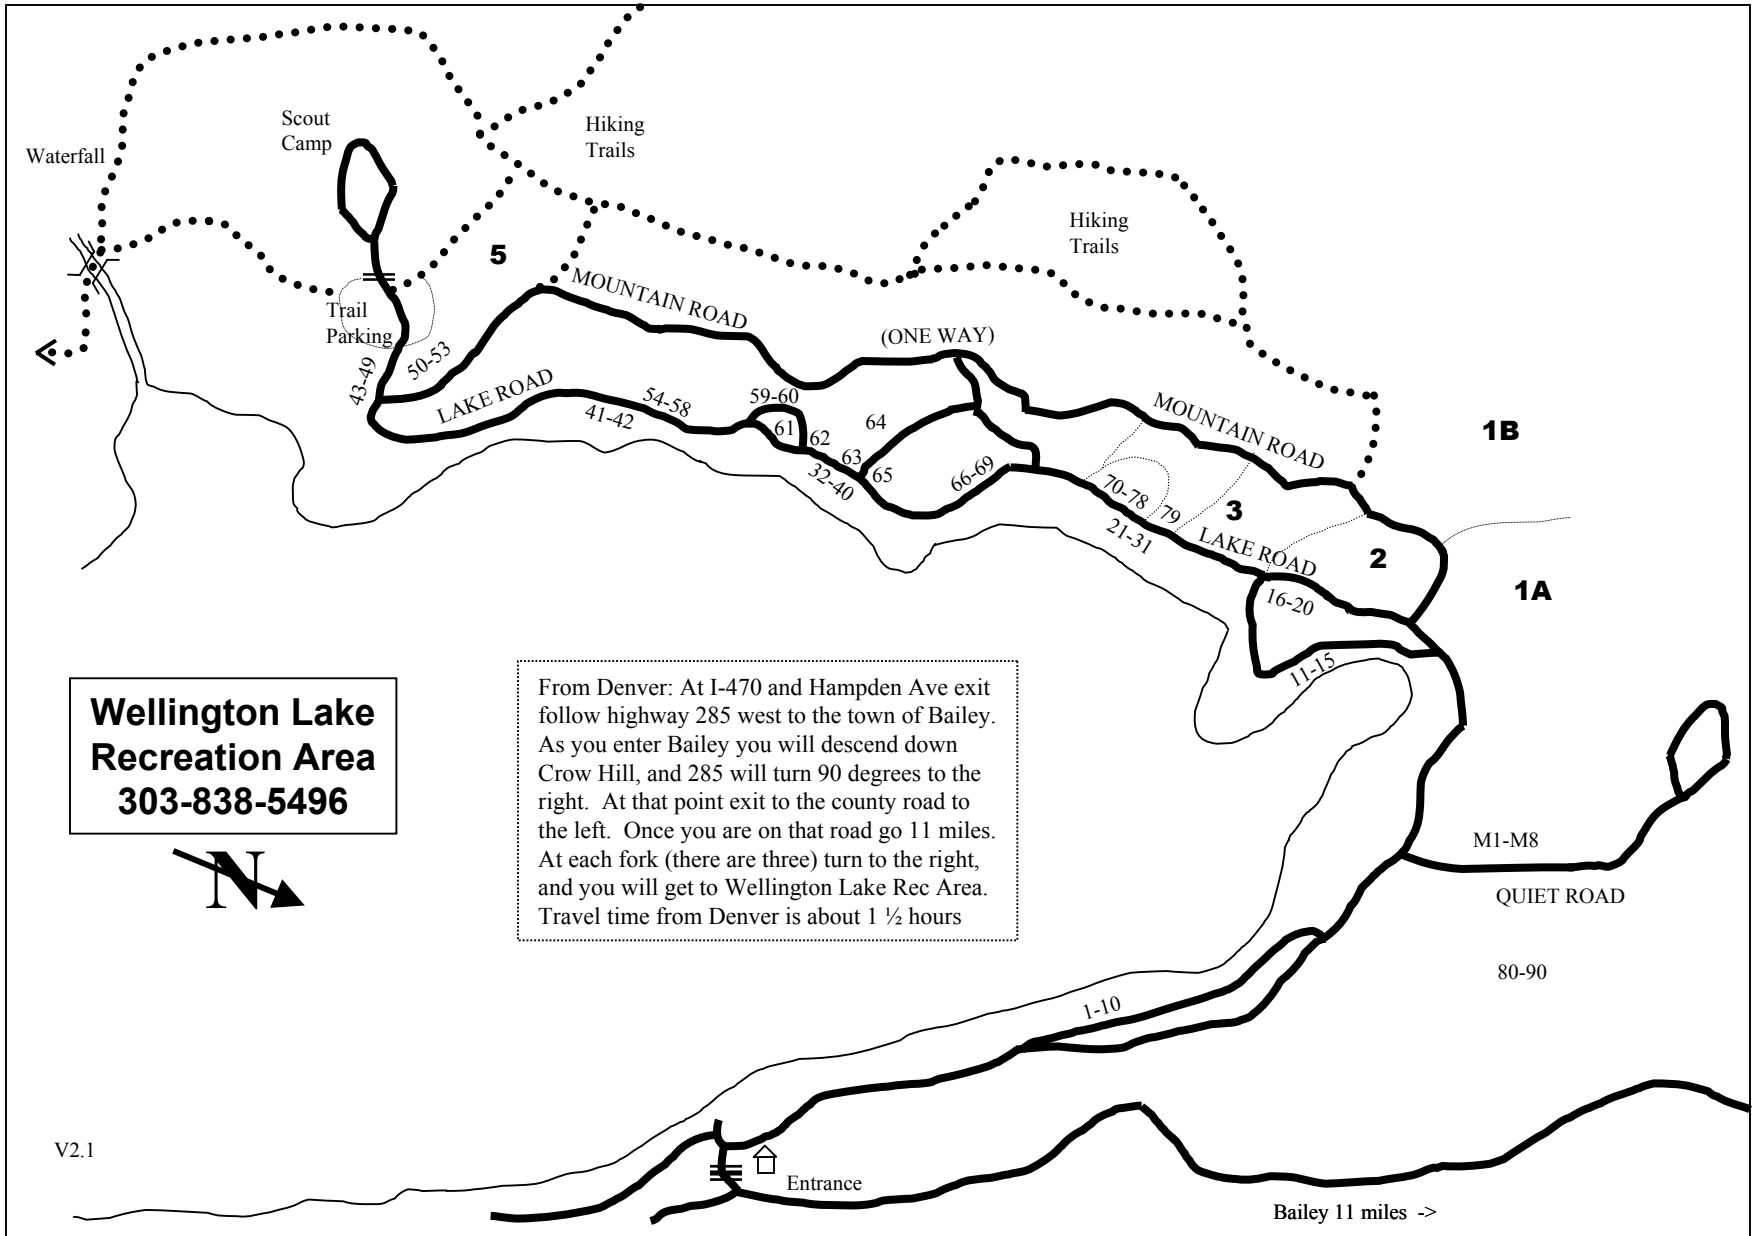 Scout
Camp
Hiking
Trails
Waterfall
Hiking
Trails
5
MOUNTAIN ROAD
Trail
Parking
(ONE WAY)
43-49
50-53
LAKE ROAD
41-42
54-58
59-60
61
62
63
64
65
32-40
66-69
MOUNTAIN ROAD
1B
70-78
79
3
21-31
LAKE ROAD
2
1A
16-20
11-15
Wellington Lake
Recreation Area
303-838-5496
N
From Denver: At I-470 and Hampden Ave exit
follow highway 285 west to the town of Bailey.
As you enter Bailey you will descend down
Crow Hill, and 285 will turn 90 degrees to the
right.  At that point exit to the county road to
the left.  Once you are on that road go 11 miles.
At each fork (there are three) turn to the right,
and you will get to Wellington Lake Rec Area.
Travel time from Denver is about 1 ½ hours
M1-M8
QUIET ROAD
80-90
1-10
V2.1
Entrance
Bailey 11 miles  ->